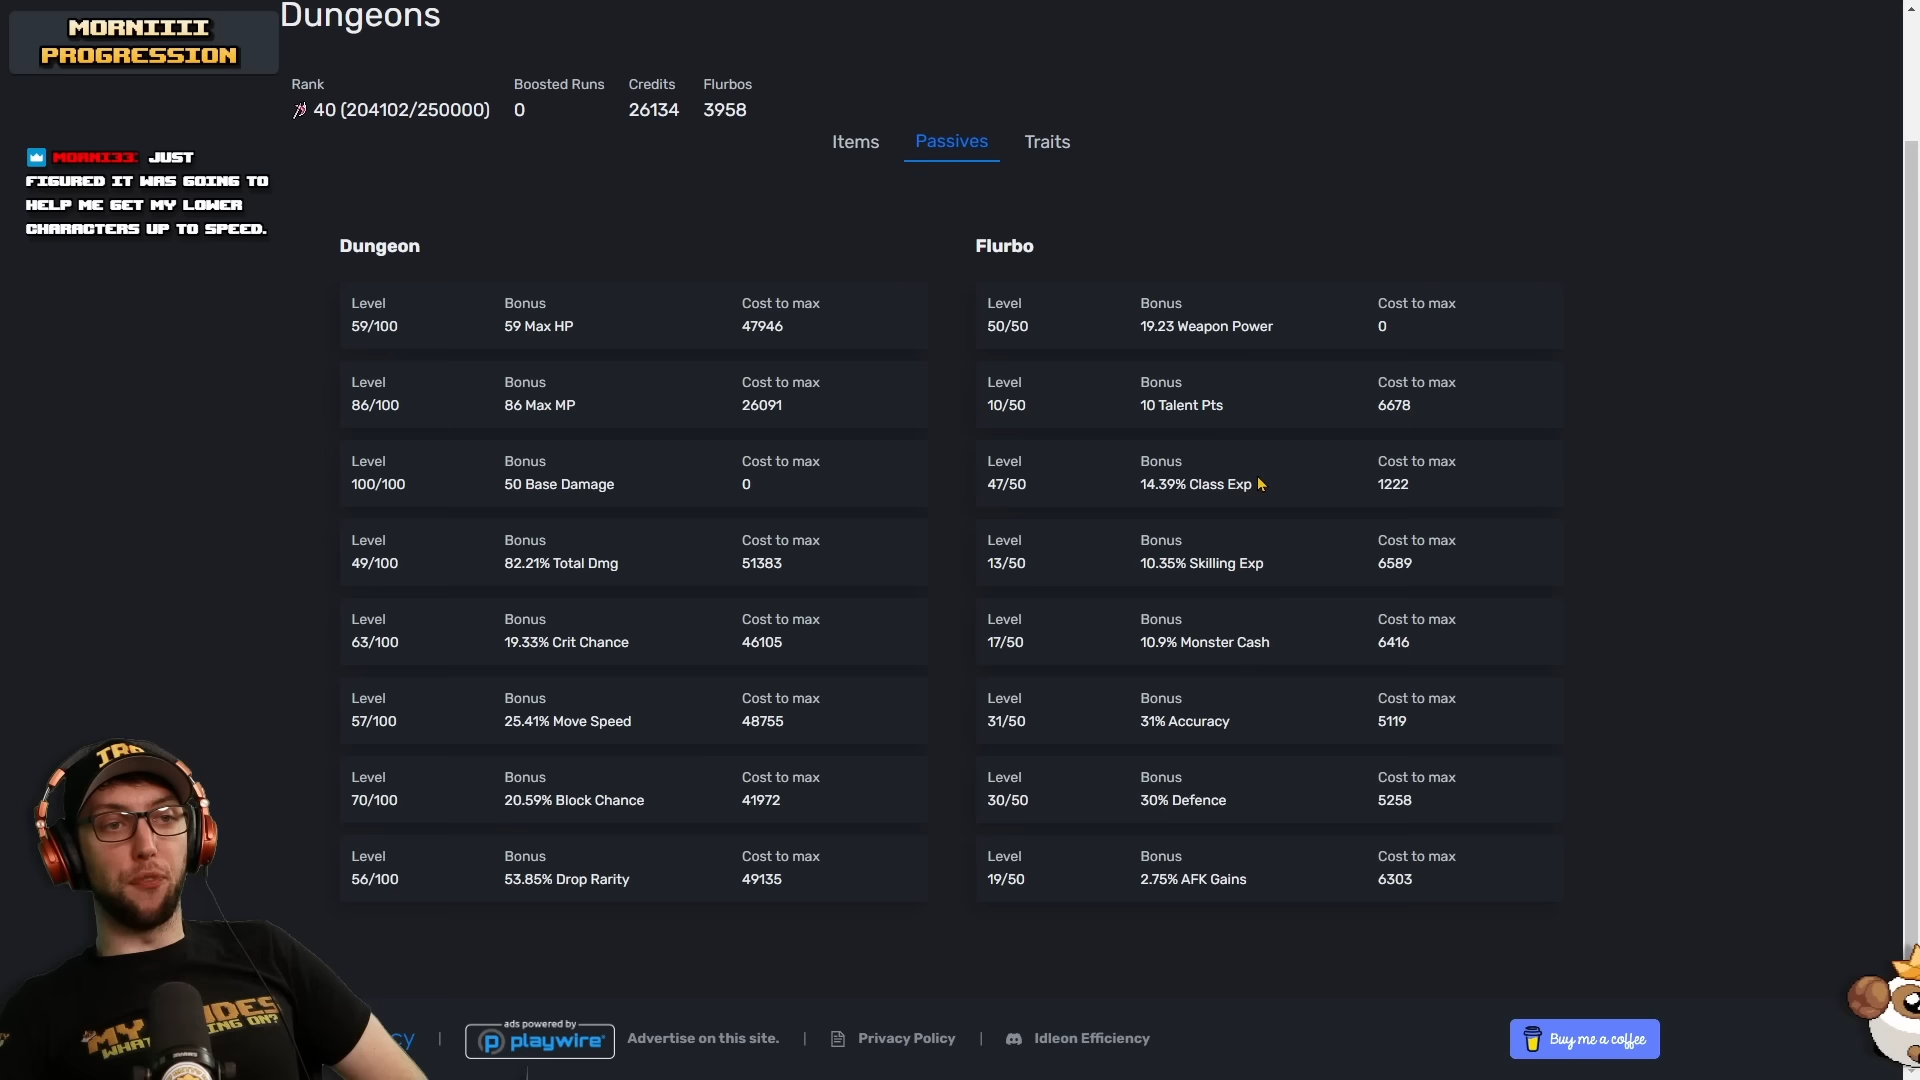 MORNIIII
PROGRESSION
Dungeons
Rank
Boosted Runs
Credits
Flurbos
40 (204102/250000)
0
26134
3958
Items
Passives
Traits
MORNI33: JUST
FIGURED IT WAS GOING TO
HELP ME GET MY LOWER
CHARACTERS UP TO SPEED.
Dungeon
Level
Bonus
Cost to max
59/100
59 Max HP
47946
Level
Bonus
Cost to max
86/100
86 Max MP
26091
Level
Bonus
Cost to max
100/100
50 Base Damage
0
Level
Bonus
Cost to max
49/100
82.21% Total Dmg
51383
Level
Bonus
Cost to max
63/100
19.33% Crit Chance
46105
Level
Bonus
Cost to max
57/100
25.41% Move Speed
48755
Level
Bonus
Cost to max
70/100
20.59% Block Chance
41972
Level
Bonus
Cost to max
56/100
53.85% Drop Rarity
49135
Flurbo
Level
Bonus
Cost to max
50/50
19.23 Weapon Power
0
Level
Bonus
Cost to max
10/50
10 Talent Pts
6678
Level
Bonus
Cost to max
47/50
14.39% Class Exp
1222
Level
Bonus
Cost to max
13/50
10.35% Skilling Exp
6589
Level
Bonus
Cost to max
17/50
10.9% Monster Cash
6416
Level
Bonus
Cost to max
31/50
31% Accuracy
5119
Level
Bonus
Cost to max
30/50
30% Defence
5258
Level
Bonus
Cost to max
19/50
2.75% AFK Gains
6303
cy
ads powered by
playwire
Advertise on this site.
Privacy Policy
Idleon Efficiency
Buy me a coffee
MY
WHAT